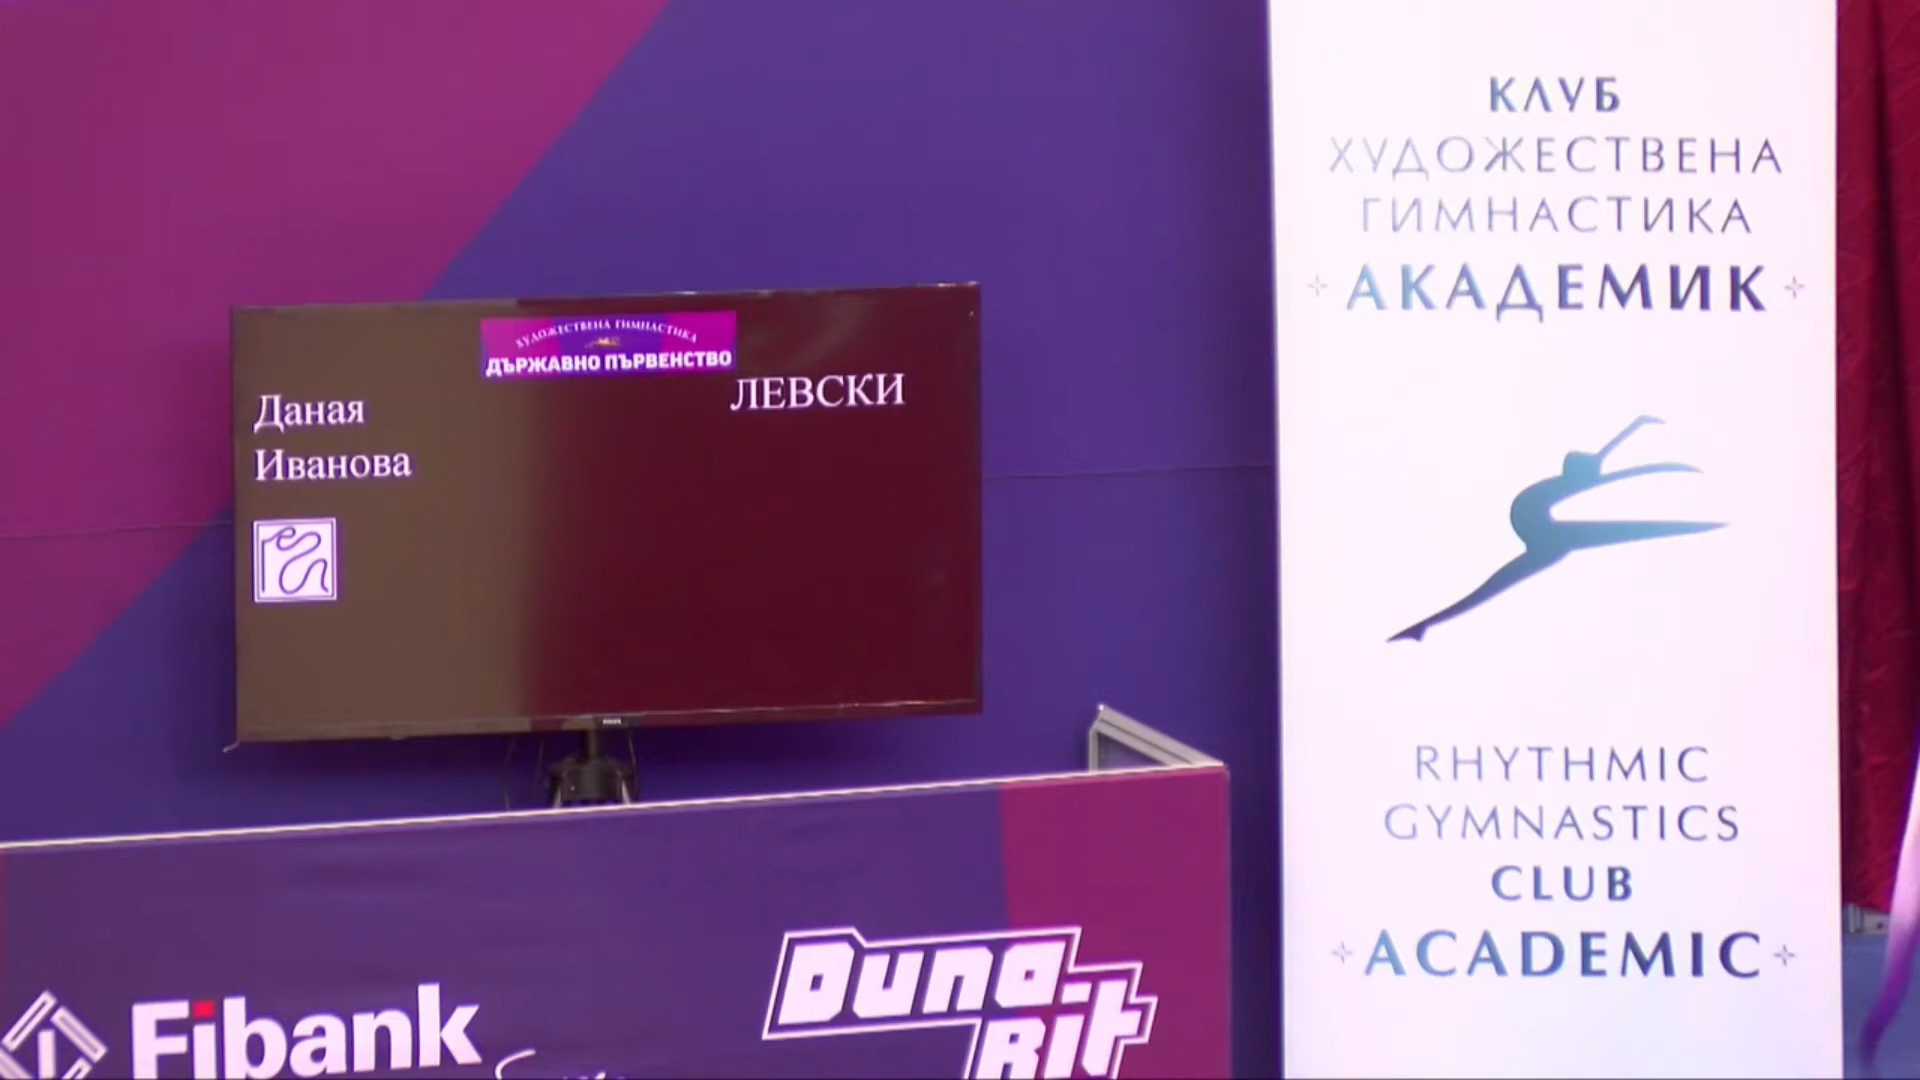 ХУДОЖЕСТВЕНА ГИМНАСТИКА
ДЪРЖАВНО ПЪРВЕНСТВО
Даная
Иванова
ЛЕВСКИ
КЛУБ
ХУДОЖЕСТВЕНА
ГИМНАСТИКА
АКАДЕМИК
RHYTHMIC
GYMNASTICS
CLUB
ACADEMIC
Fibank
Duna
Bit